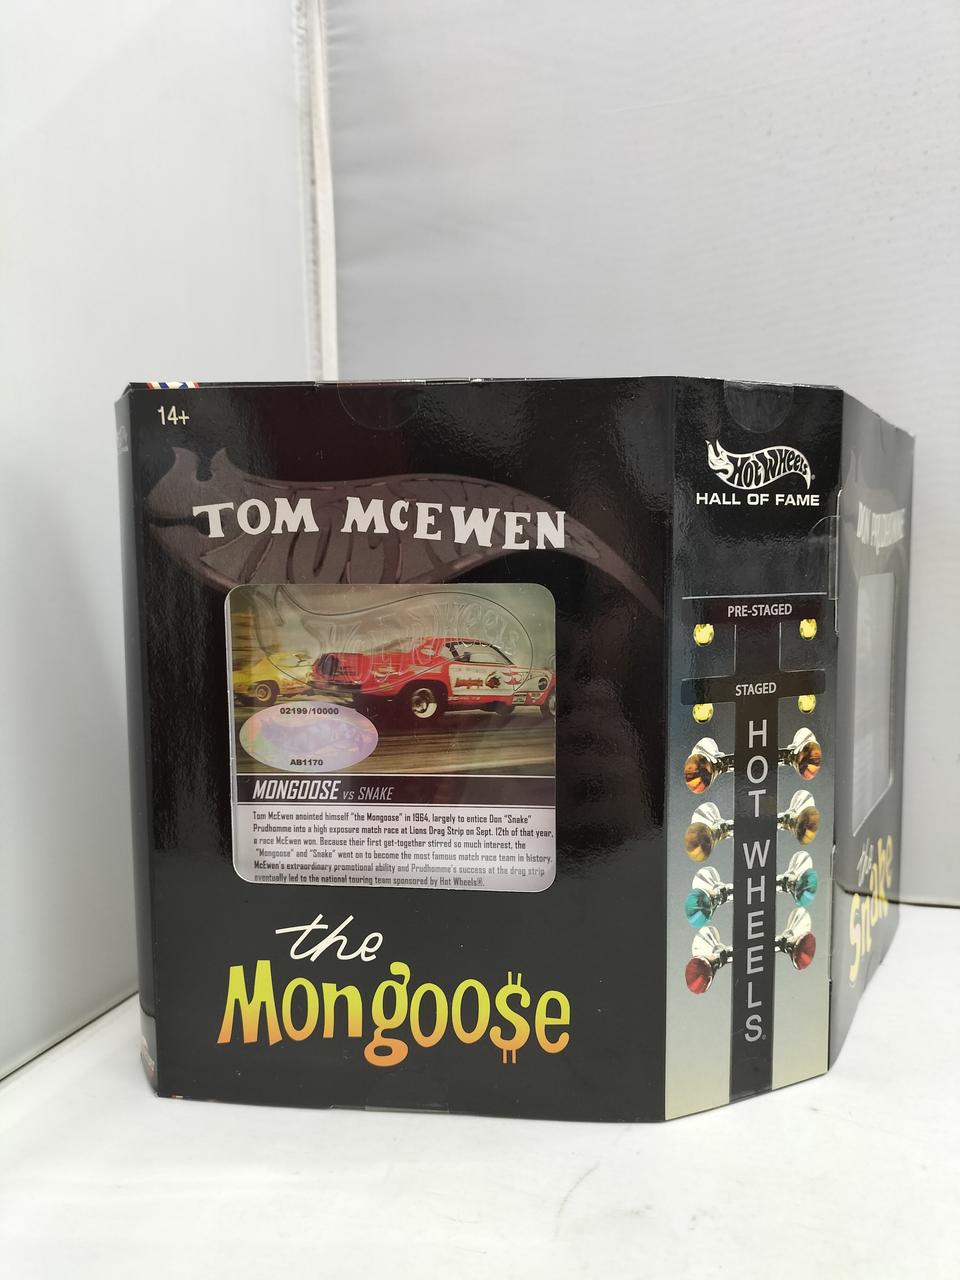 14+
TOM McEWEN
02199/10000
AB1170
MONGOOSE VS SNAKE
Tom McEwen anointed himself "the Mongoose" in 1964, largely to entice Don "Snake"
Prudhomme into a high exposure match race at Lions Drag Strip on Sept. 12th of that year,
a race McEwen won. Because their first get-together stirred so much interest, the
"Mongoose" and "Snake" went on to become the most famous match race team in history.
McEwen's extraordinary promotional ability and Prudhomme's success at the drag strip
eventually led to the national touring team sponsored by Hot Wheels®.
the
Mongoo$e
HOT WHEELS®
HALL OF FAME
PRE-STAGED
STAGED
HOT WHEELS®
DON PRUDHOMME
the
Snake